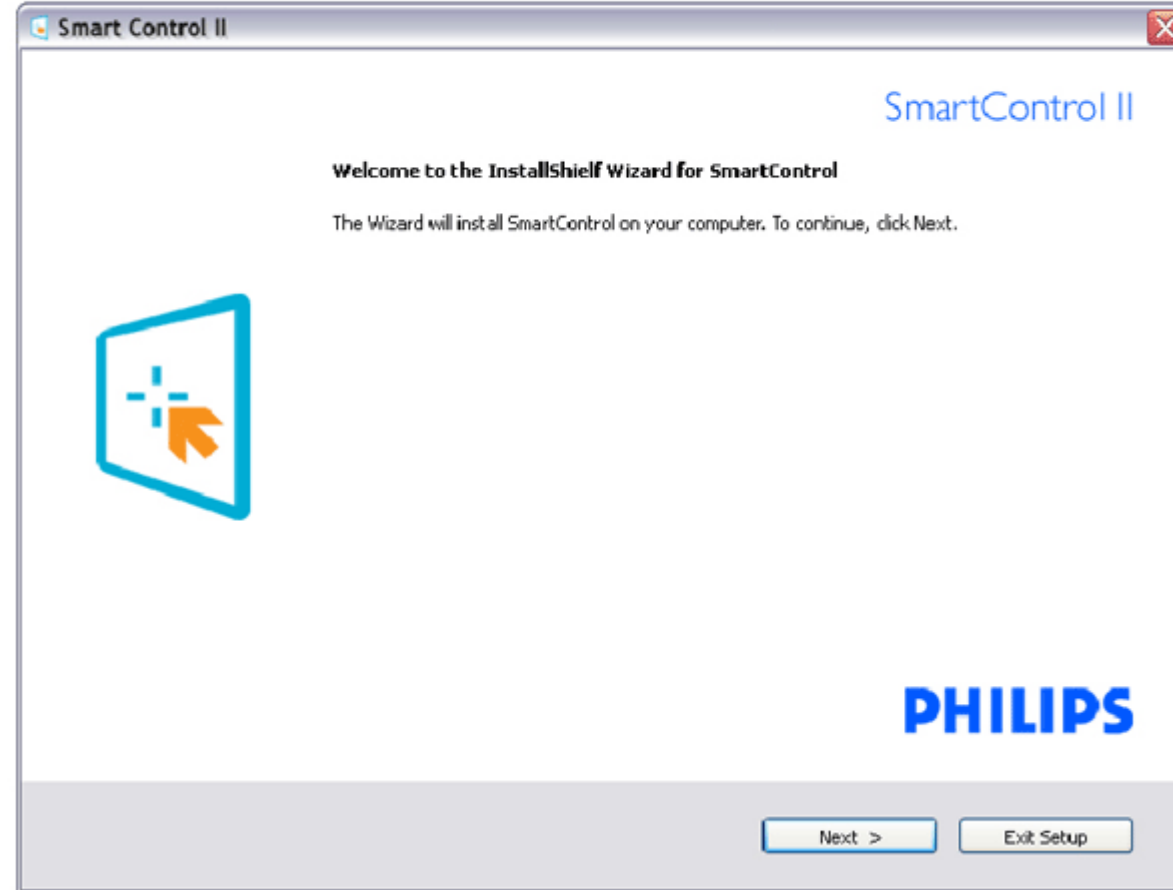 Smart Control II
SmartControl II
Welcome to the InstallShielf Wizard for SmartControl
The Wizard will install SmartControl on your computer. To continue, click Next.
PHILIPS
Next >
Exit Setup